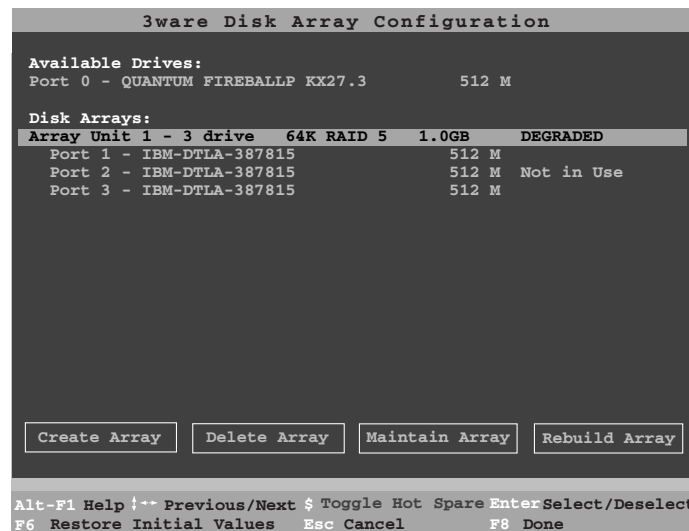 3ware Disk Array Configuration
Available Drives:
Port 0 - QUANTUM FIREBALLP KX27.3 512 M
Disk Arrays:
Array Unit 1 - 3 drive 64K RAID 5 1.0GB DEGRADED
Port 1 - IBM-DTLA-387815 512 M
Port 2 - IBM-DTLA-387815 512 M Not in Use
Port 3 - IBM-DTLA-387815 512 M
Create Array Delete Array Maintain Array Rebuild Array
Alt-F1 Help ↕↔ Previous/Next $ Toggle Hot Spare Enter Select/Deselect
F6 Restore Initial Values Esc Cancel F8 Done